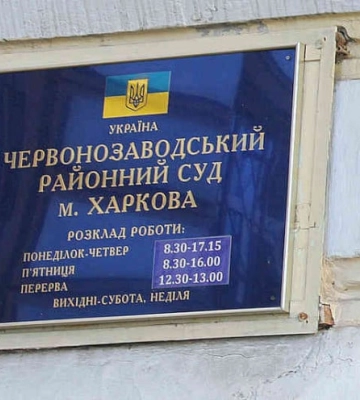 УКРАЇНА
ЧЕРВОНОЗАВОДСЬКИЙ
РАЙОННИЙ СУД
М. ХАРКОВА
РОЗКЛАД РОБОТИ:
ПОНЕДІЛОК-ЧЕТВЕР 8.30-17.15
П'ЯТНИЦЯ 8.30-16.00
ПЕРЕРВА 12.30-13.00
ВИХІДНІ-СУБОТА, НЕДІЛЯ